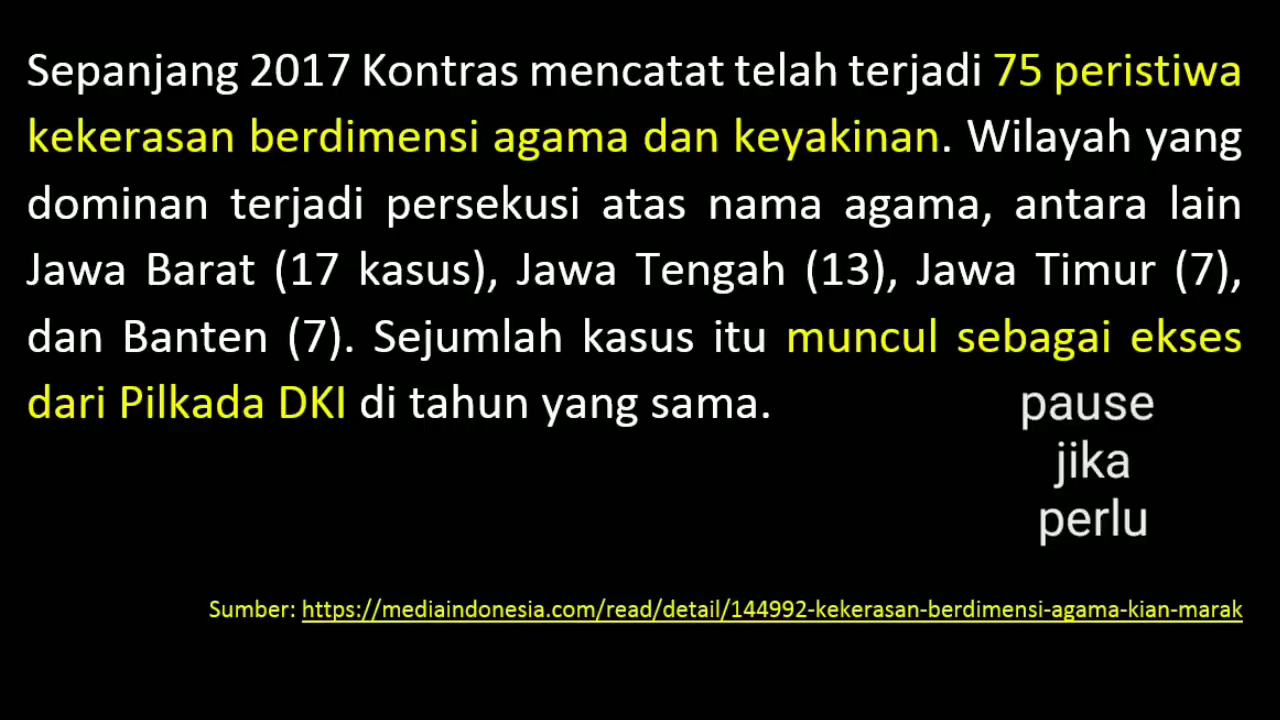 Sepanjang 2017 Kontras mencatat telah terjadi 75 peristiwa
kekerasan berdimensi agama dan keyakinan. Wilayah yang
dominan terjadi persekusi atas nama agama, antara lain
Jawa Barat (17 kasus), Jawa Tengah (13), Jawa Timur (7),
dan Banten (7). Sejumlah kasus itu muncul sebagai ekses
dari Pilkada DKI di tahun yang sama.
pause
jika
perlu
Sumber: https://mediaindonesia.com/read/detail/144992-kekerasan-berdimensi-agama-kian-marak